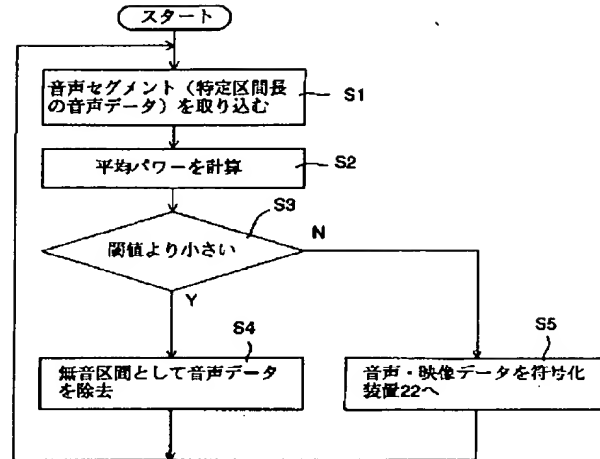 スタート
音声セグメント（特定区間長
の音声データ）を取り込む
S1
平均パワーを計算
S2
S3
閾値より小さい
N
Y
S4
無音区間として音声データ
を除去
S5
音声・映像データを符号化
装置22へ